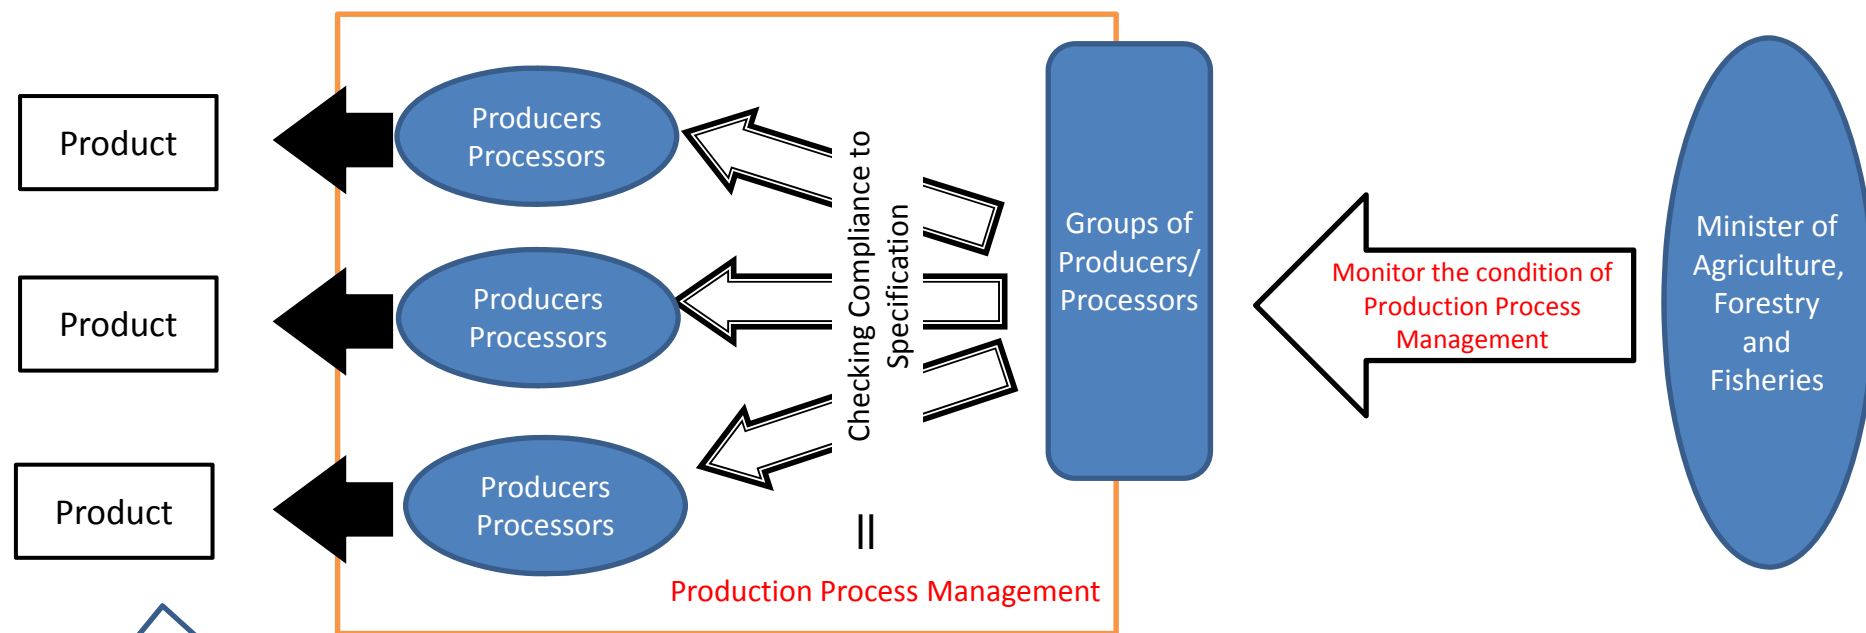 Product
Product
Product
Producers
Processors
Producers
Processors
Producers
Processors
Checking Compliance to
Specification
=
Production Process Management
Groups of
Producers/
Processors
Monitor the condition of
Production Process
Management
Minister of
Agriculture,
Forestry
and
Fisheries